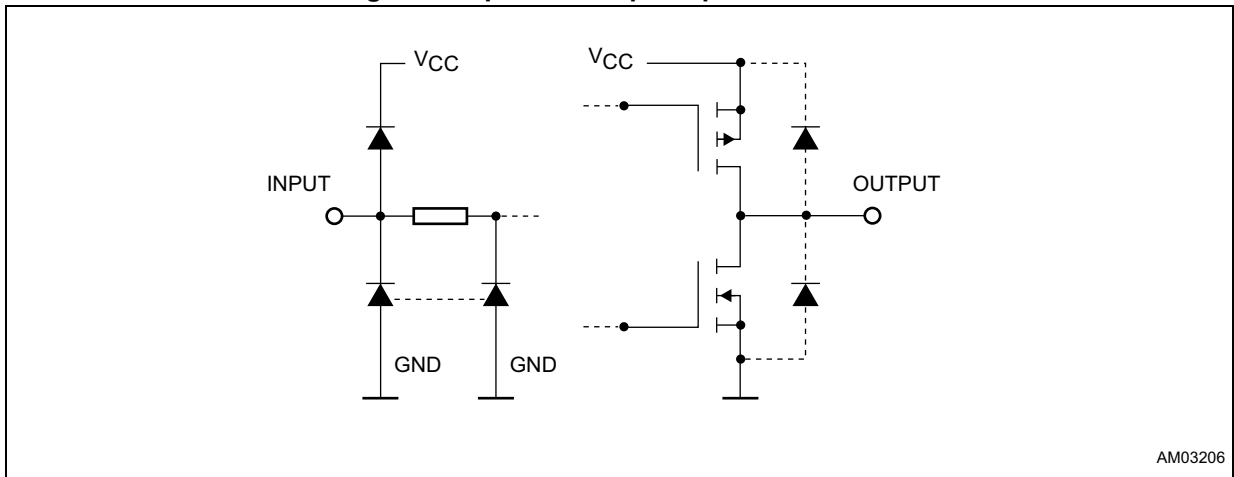 VCC
VCC
INPUT
OUTPUT
GND
GND
AM03206